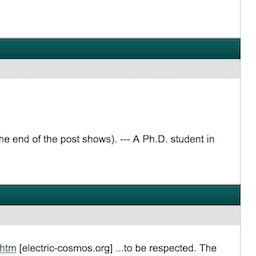 he end of the post shows). --- A Ph.D. student in
htm [electric-cosmos.org] ...to be respected. The